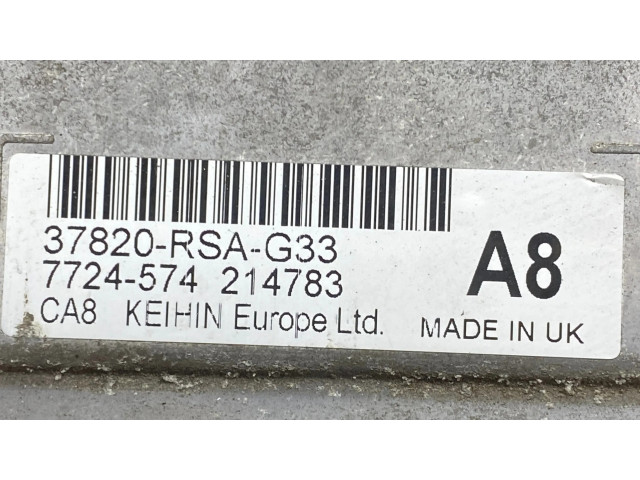 37820-RSA-G33
7724-574 214783
CA8 KEIHIN Europe Ltd.
A8
MADE IN UK